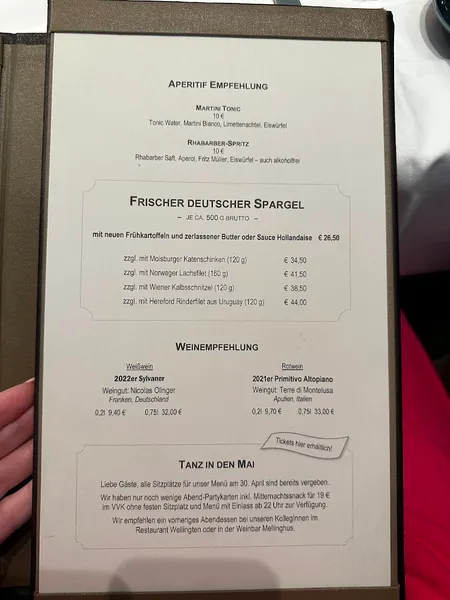 APERITIF EMPFEHLUNG
MARTINI TONIC
10 €
Tonic Water, Martini Bianco, Limettenachtel, Eiswürfel
RHABARBER-SPRITZ
10 €
Rhabarber Saft, Aperol, Fritz Müller, Eiswürfel – auch alkoholfrei
FRISCHER DEUTSCHER SPARGEL
– JE CA. 500 G BRUTTO –
mit neuen Frühkartoffeln und zerlassener Butter oder Sauce Hollandaise € 26,50
zzgl. mit Moisburger Katenschinken (120 g) € 34,50
zzgl. mit Norweger Lachsfilet (160 g) € 41,50
zzgl. mit Wiener Kalbsschnitzel (120 g) € 38,50
zzgl. mit Hereford Rinderfilet aus Uruguay (120 g) € 44,00
WEINEMPFEHLUNG
Weißwein
2022er Sylvaner
Weingut: Nicolas Olinger
Franken, Deutschland
0,2l 9,40 € 0,75l 32,00 €
Rotwein
2021er Primitivo Altopiano
Weingut: Terre di Montelusa
Apulien, Italien
0,2l 9,70 € 0,75l 33,00 €
Tickets hier erhältlich!
TANZ IN DEN MAI
Liebe Gäste, alle Sitzplätze für unser Menü am 30. April sind bereits vergeben.
Wir haben nur noch wenige Abend-Partykarten inkl. Mitternachtssnack für 19 €
im VVK ohne festen Sitzplatz und Menü mit Einlass ab 22 Uhr zur Verfügung.
Wir empfehlen ein vorheriges Abendessen bei unseren KollegInnen im
Restaurant Wellington oder in der Weinbar Mellinghus.